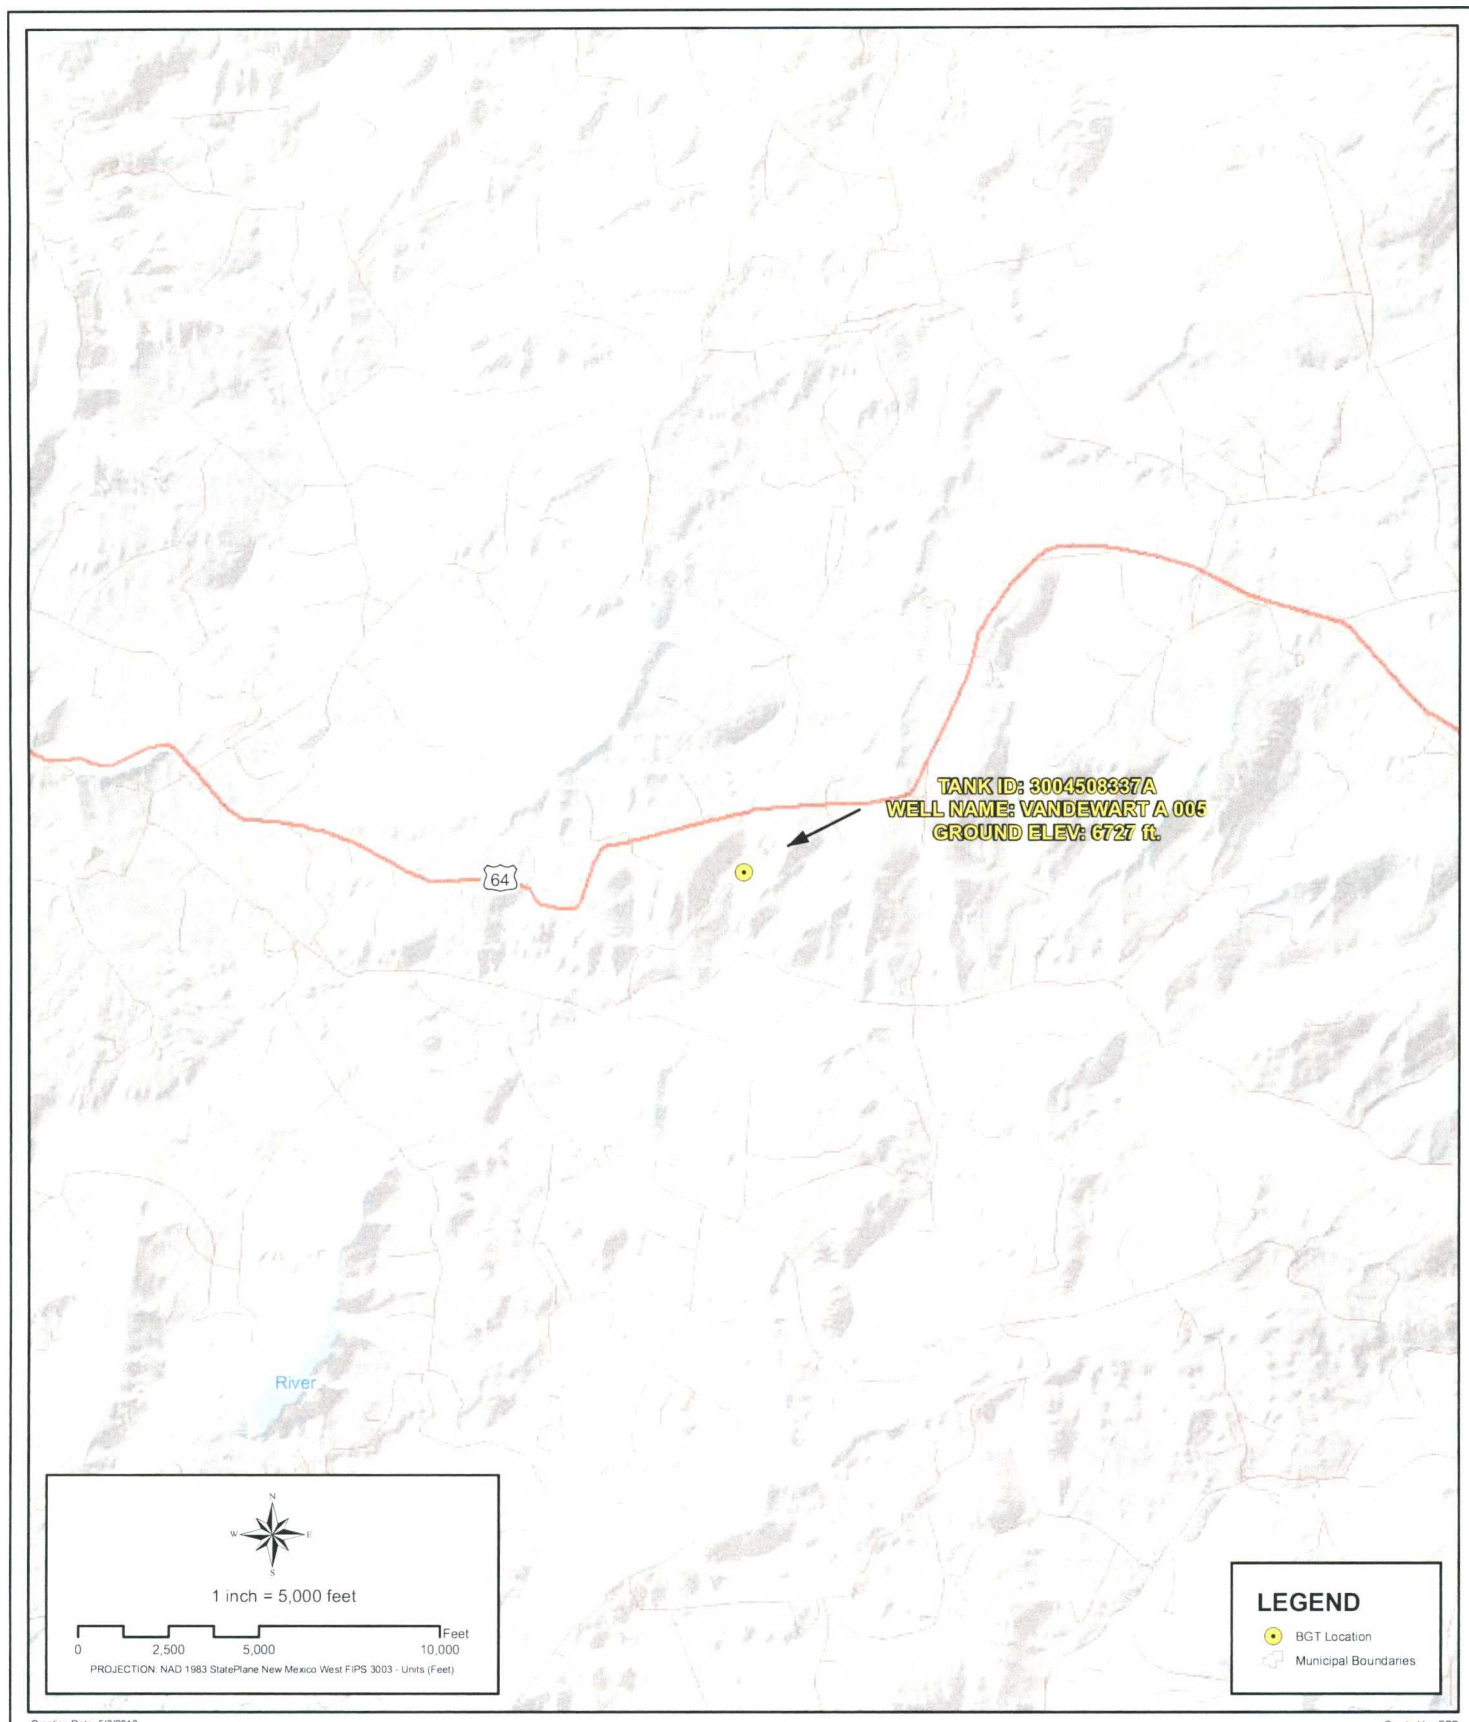 TANK ID: 3004508337A
WELL NAME: VANDEWART A 005
GROUND ELEV: 6727 ft.
64
River
N
W E
S
1 inch = 5,000 feet
Feet
0 2,500 5,000 10,000
PROJECTION: NAD 1983 StatePlane New Mexico West FIPS 3003 - Units (Feet)
LEGEND
BGT Location
Municipal Boundaries